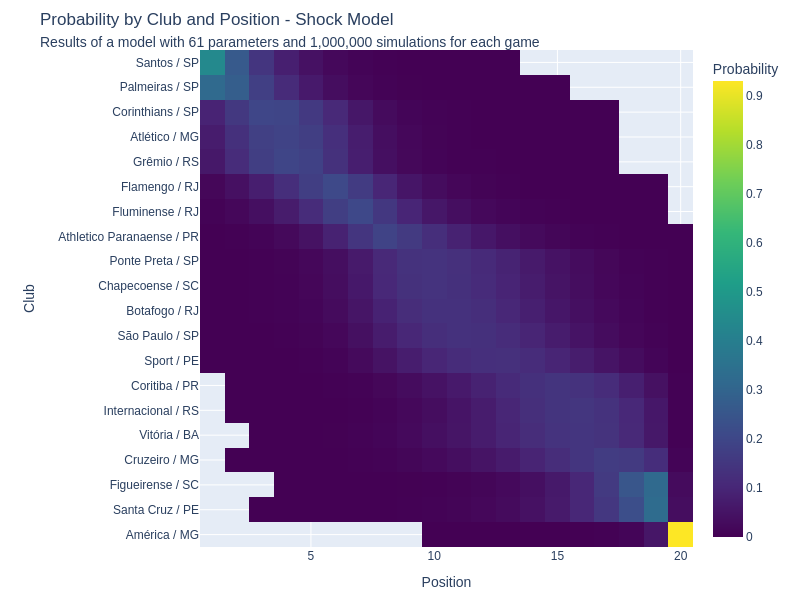 Probability by Club and Position - Shock Model
Results of a model with 61 parameters and 1,000,000 simulations for each game
Probability
Club
Santos / SP
Palmeiras / SP
Corinthians / SP
Atlético / MG
Grêmio / RS
Flamengo / RJ
Fluminense / RJ
Athletico Paranaense / PR
Ponte Preta / SP
Chapecoense / SC
Botafogo / RJ
São Paulo / SP
Sport / PE
Coritiba / PR
Internacional / RS
Vitória / BA
Cruzeiro / MG
Figueirense / SC
Santa Cruz / PE
América / MG
5 10 15 20
Position
0.9
0.8
0.7
0.6
0.5
0.4
0.3
0.2
0.1
0